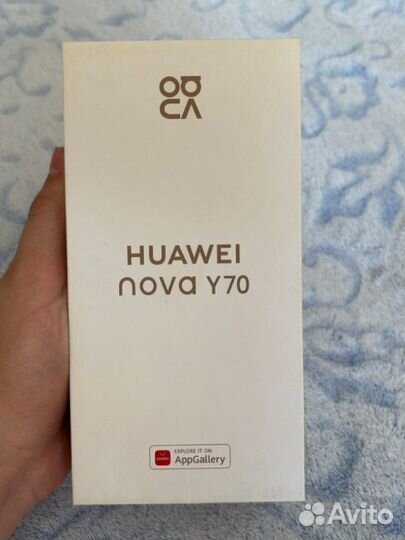 HUAWEI
nova Y70
EXPLORE IT ON
AppGallery
Avito